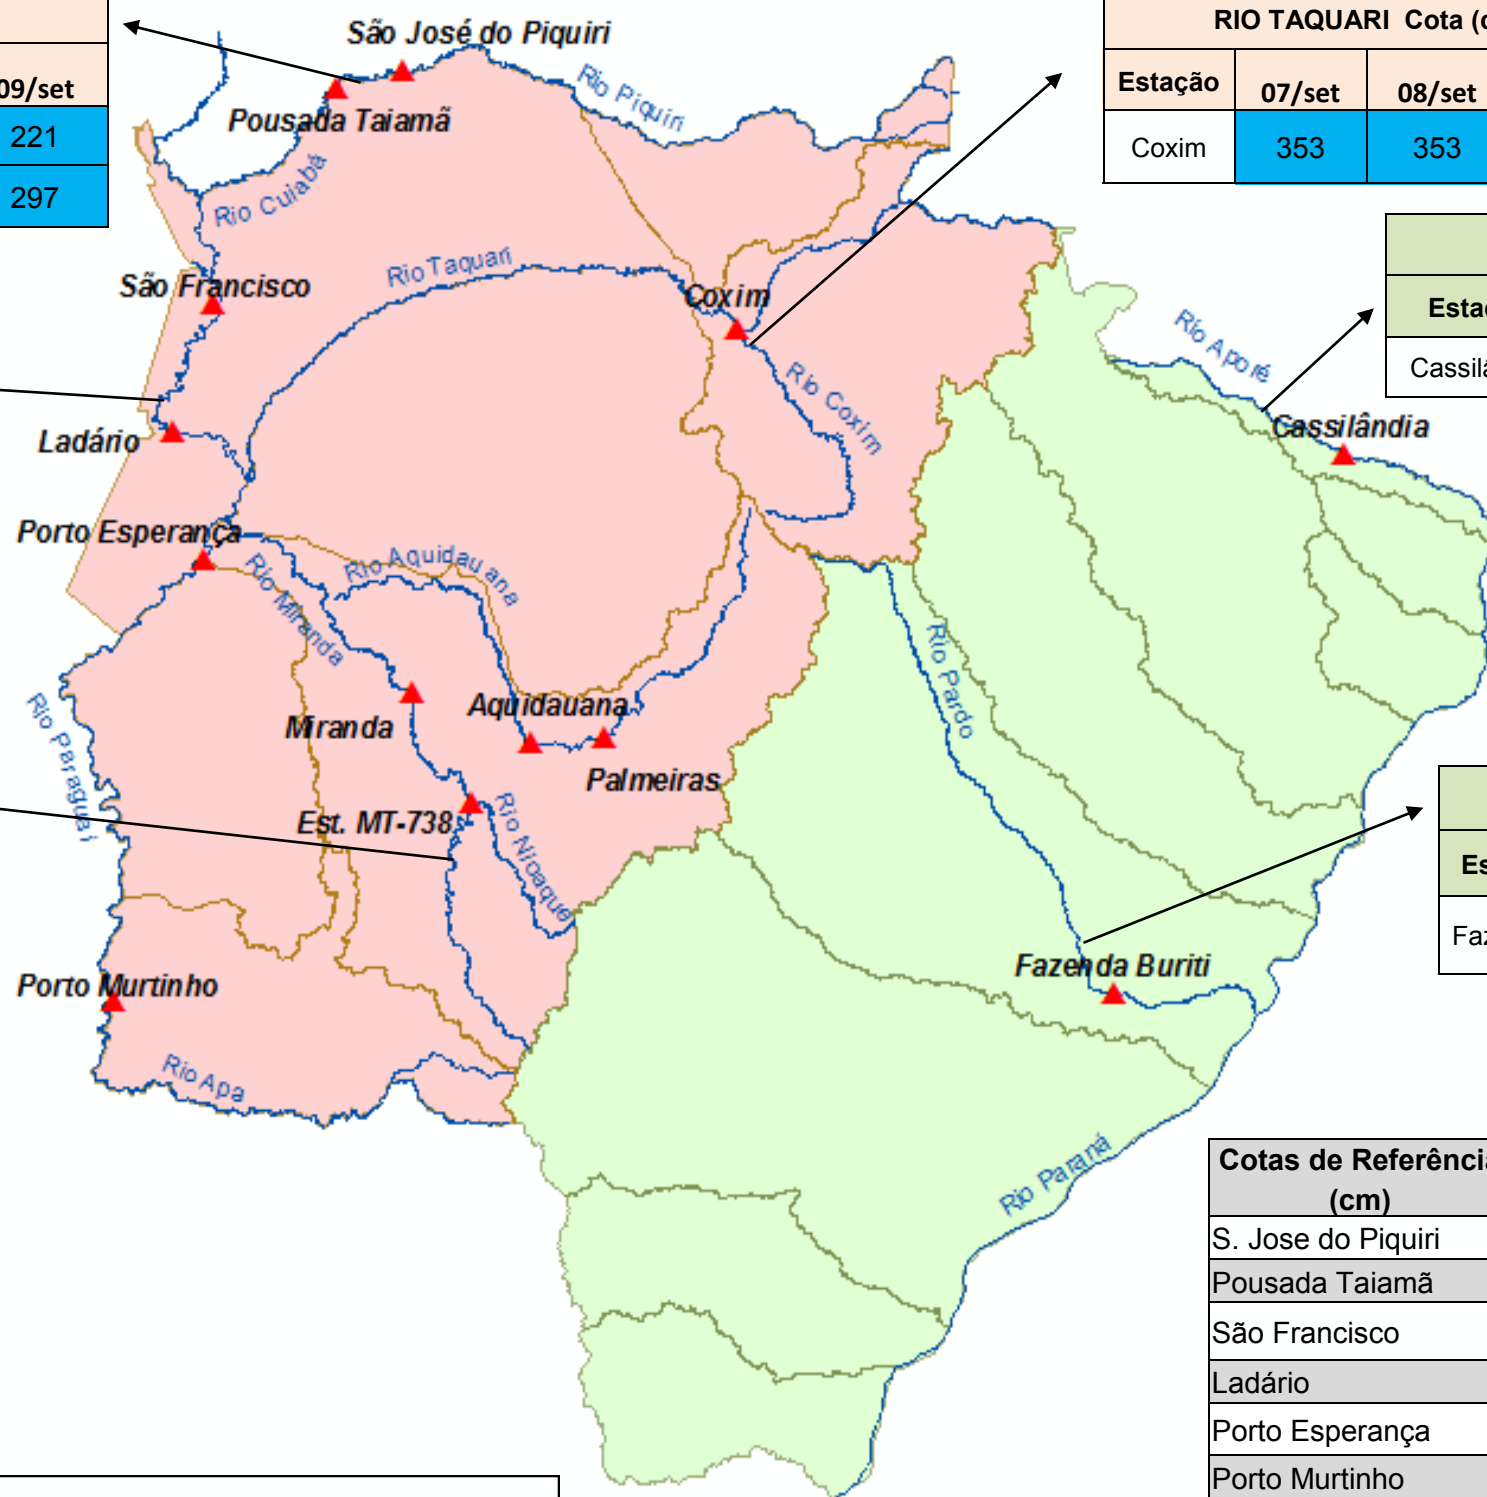 09/set
221
297
RIO TAQUARI Cota (c
Estação 07/set 08/set
Coxim 353 353
São José do Piquiri
Pousada Taiamã
Rio Piquiri
Rio Cuiabá
São Francisco
Rio Taquari
Coxim
Rio Coxim
Rio Aporé
Cassilândia
Esta
Cassil
Ladário
Porto Esperança
Rio Aquidauana
Rio Miranda
Rio Pardo
Rio Paraguai
Miranda
Aquidauana
Palmeiras
Est. MT-738
Rio Nioaque
Es
Faz
Fazenda Buriti
Porto Murtinho
Rio Apa
Rio Paraná
Cotas de Referência
(cm)
S. Jose do Piquiri
Pousada Taiamã
São Francisco
Ladário
Porto Esperança
Porto Murtinho